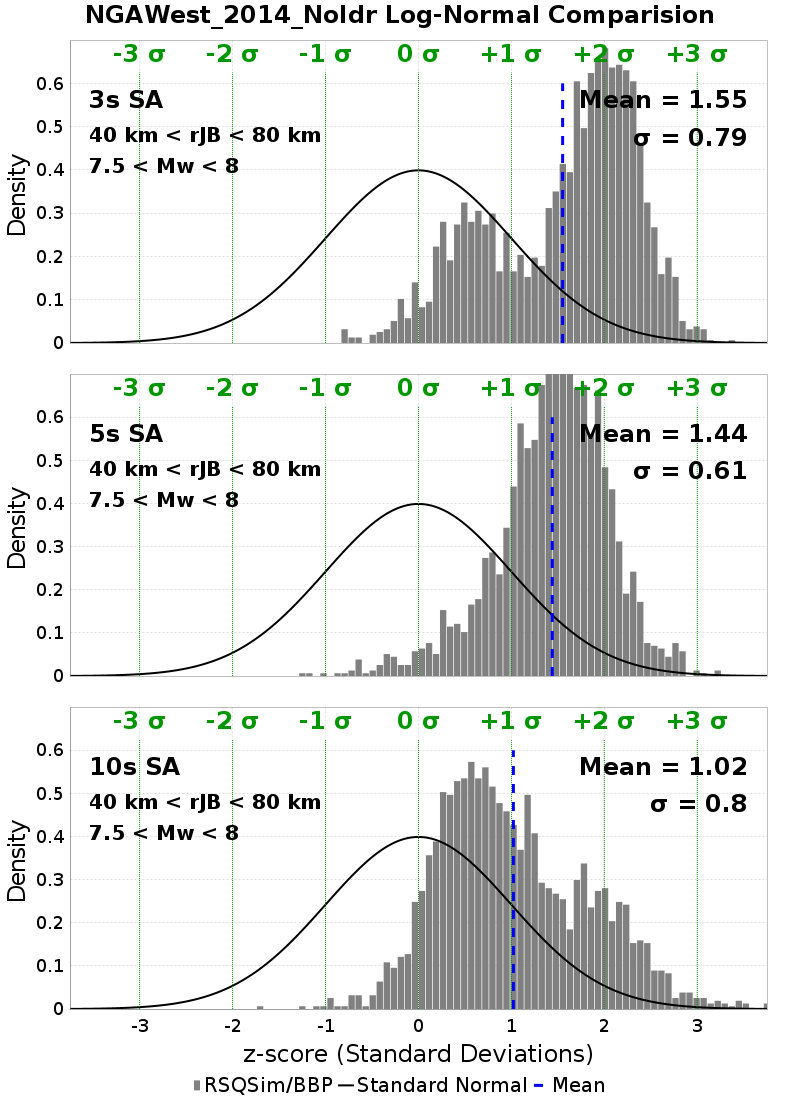 NGAWest_2014_NoIdr Log-Normal Comparision
-3 σ -2 σ -1 σ 0 σ +1 σ +2 σ +3 σ
3s SA
Mean = 1.55
40 km < rJB < 80 km
σ = 0.79
7.5 < Mw < 8
Density
0.6
0.5
0.4
0.3
0.2
0.1
0
-3 σ -2 σ -1 σ 0 σ +1 σ +2 σ +3 σ
5s SA
Mean = 1.44
40 km < rJB < 80 km
σ = 0.61
7.5 < Mw < 8
Density
0.6
0.5
0.4
0.3
0.2
0.1
0
-3 σ -2 σ -1 σ 0 σ +1 σ +2 σ +3 σ
10s SA
Mean = 1.02
40 km < rJB < 80 km
σ = 0.8
7.5 < Mw < 8
Density
0.6
0.5
0.4
0.3
0.2
0.1
0
-3 -2 -1 0 1 2 3
z-score (Standard Deviations)
RSQSim/BBP Standard Normal Mean